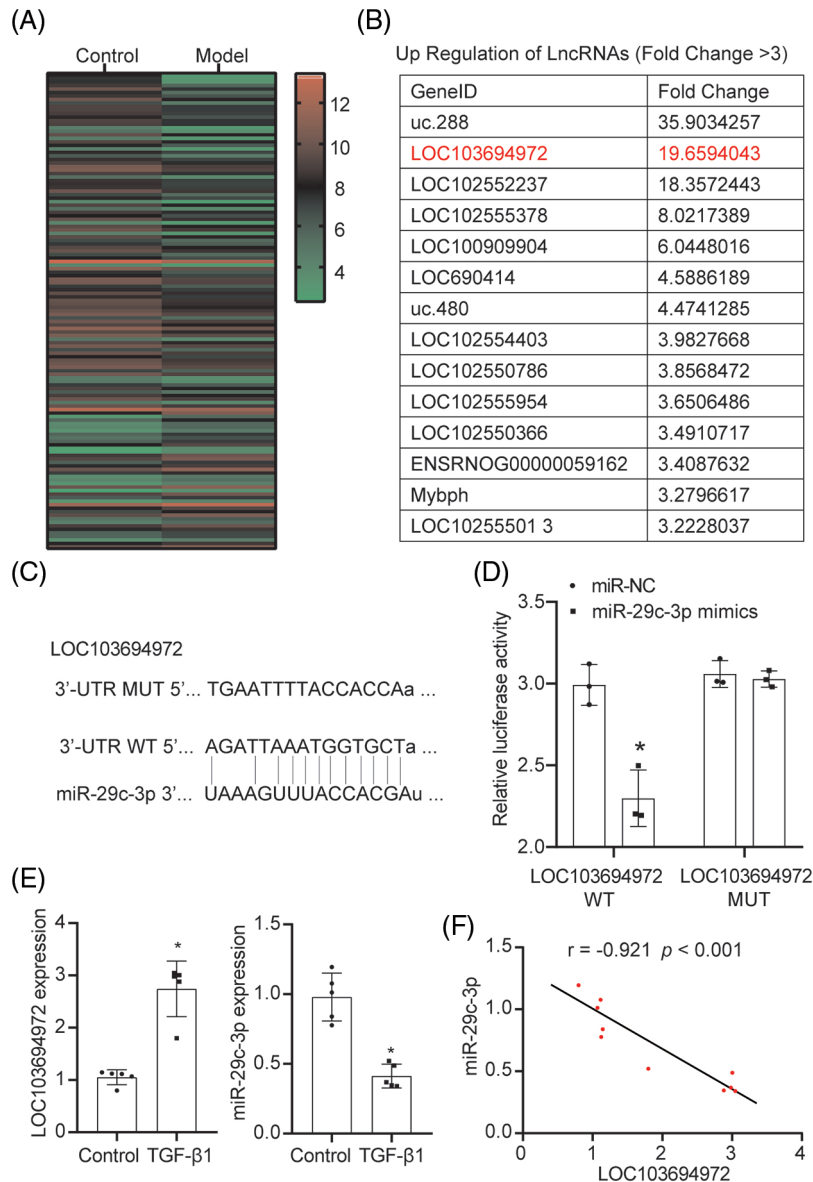 (A)
Control Model
12
10
8
6
4
(B)
Up Regulation of LncRNAs (Fold Change >3)
GeneID Fold Change
uc.288 35.9034257
LOC103694972 19.6594043
LOC102552237 18.3572443
LOC102555378 8.0217389
LOC100909904 6.0448016
LOC690414 4.5886189
uc.480 4.4741285
LOC102554403 3.9827668
LOC102550786 3.8568472
LOC102555954 3.6506486
LOC102550366 3.4910717
ENSRNOG00000059162 3.4087632
Mybph 3.2796617
LOC10255501 3 3.2228037
(C)
LOC103694972
3’-UTR MUT 5’... TGAATTTTACCACCAa ...
3’-UTR WT 5’... AGATTAAATGGTGCTa ...
miR-29c-3p 3’... UAAAGUUUACCACGAu ...
(D)
miR-NC
miR-29c-3p mimics
Relative luciferase activity
3.5
3.0
2.5
2.0
*
LOC103694972 WT
LOC103694972 MUT
(E)
LOC103694972 expression
4
3
2
1
0
*
Control TGF-β1
miR-29c-3p expression
1.5
1.0
0.5
0.0
*
Control TGF-β1
(F)
r = -0.921 p < 0.001
miR-29c-3p
1.5
1.0
0.5
0.0
0 1 2 3 4
LOC103694972